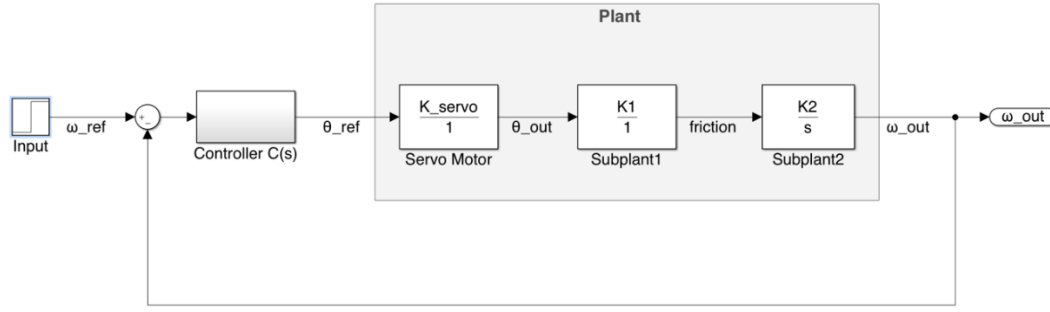 Plant
K_servo
1
K1
1
K2
s
+
-
ω_ref
θ_ref
θ_out
friction
ω_out
ω_out
Input
Controller C(s)
Servo Motor
Subplant1
Subplant2